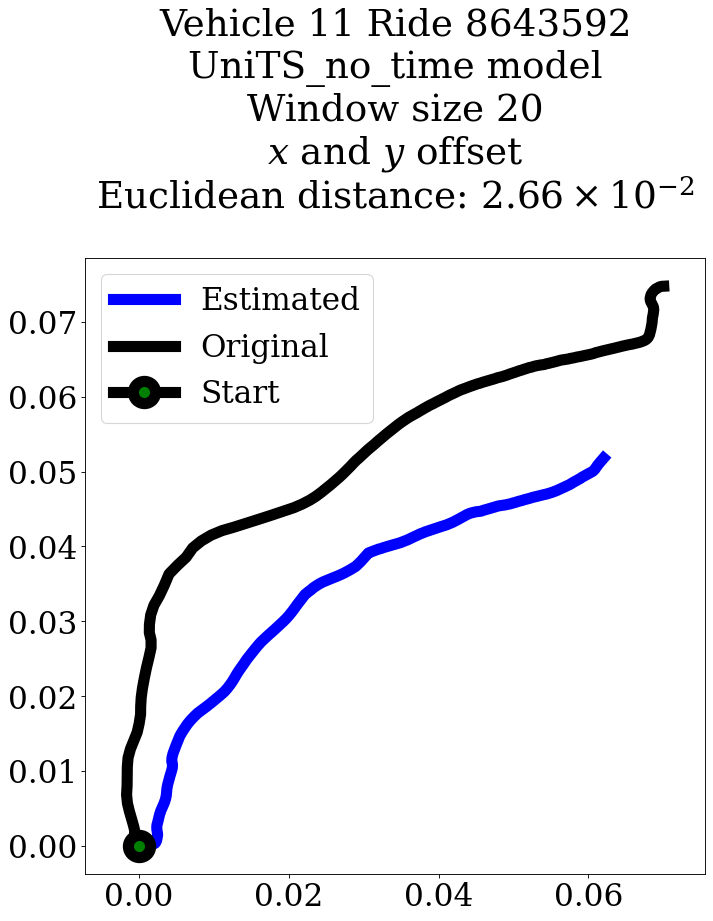 Vehicle 11 Ride 8643592
UniTS_no_time model
Window size 20
x and y offset
Euclidean distance: 2.66 × 10⁻²
Estimated
Original
Start
0.07
0.06
0.05
0.04
0.03
0.02
0.01
0.00
0.00 0.02 0.04 0.06